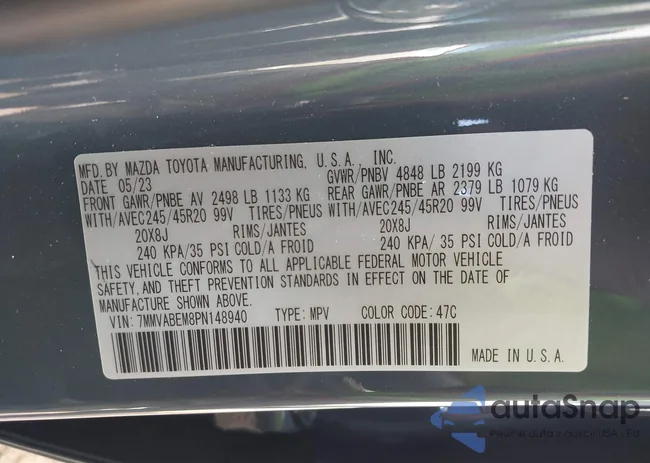 MFD. BY MAZDA TOYOTA MANUFACTURING, U.S.A., INC.
DATE 05/23 GVWR/PNBV 4848 LB 2199 KG
FRONT GAWR/PNBE AV 2498 LB 1133 KG REAR GAWR/PNBE AR 2379 LB 1079 KG
WITH/AVEC245/45R20 99V TIRES/PNEUS WITH/AVEC245/45R20 99V TIRES/PNEUS
20X8J RIMS/JANTES 20X8J RIMS/JANTES
240 KPA/35 PSI COLD/A FROID 240 KPA/35 PSI COLD/A FROID
THIS VEHICLE CONFORMS TO ALL APPLICABLE FEDERAL MOTOR VEHICLE
SAFETY, AND THEFT PREVENTION STANDARDS IN EFFECT ON THE DATE OF
MANUFACTURE SHOWN ABOVE.
VIN: 7MMVABEM8PN148940 TYPE: MPV COLOR CODE: 47C
MADE IN U.S.A.
autaSnap